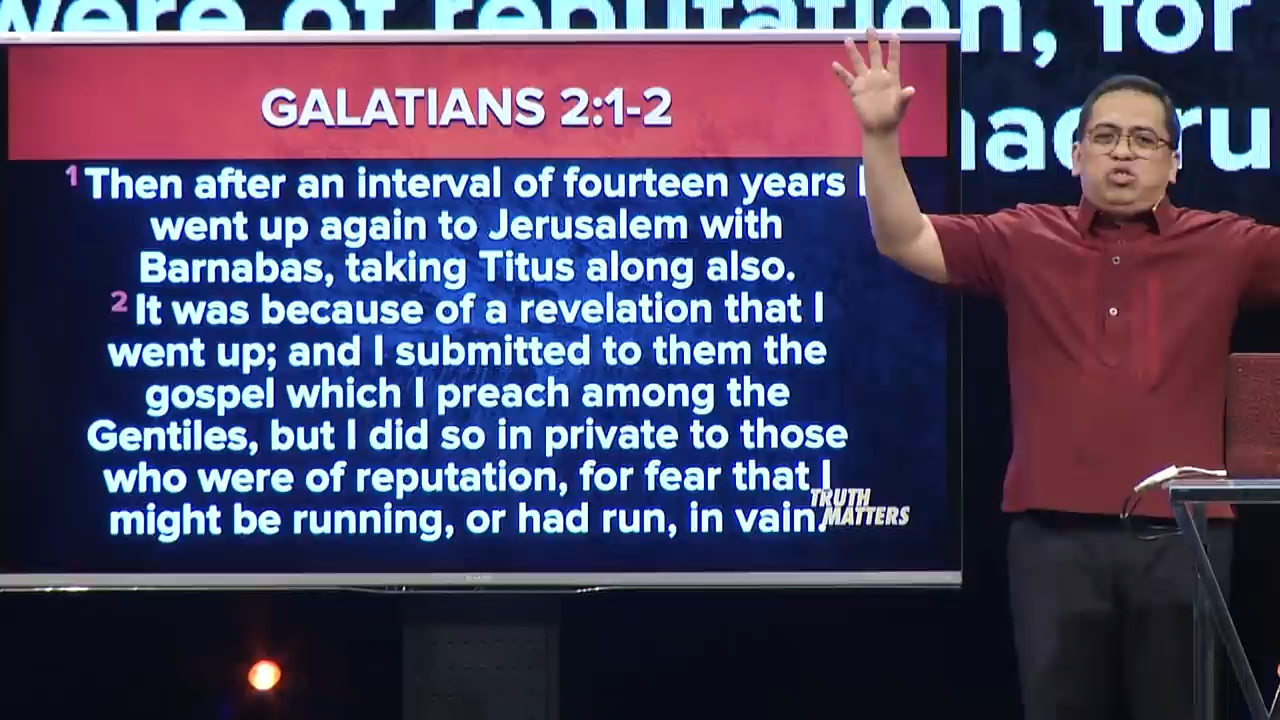 were of reputation, for
GALATIANS 2:1-2
1 Then after an interval of fourteen years I
went up again to Jerusalem with
Barnabas, taking Titus along also.
2 It was because of a revelation that I
went up; and I submitted to them the
gospel which I preach among the
Gentiles, but I did so in private to those
who were of reputation, for fear that I
might be running, or had run, in vain.
TRUTH
MATTERS